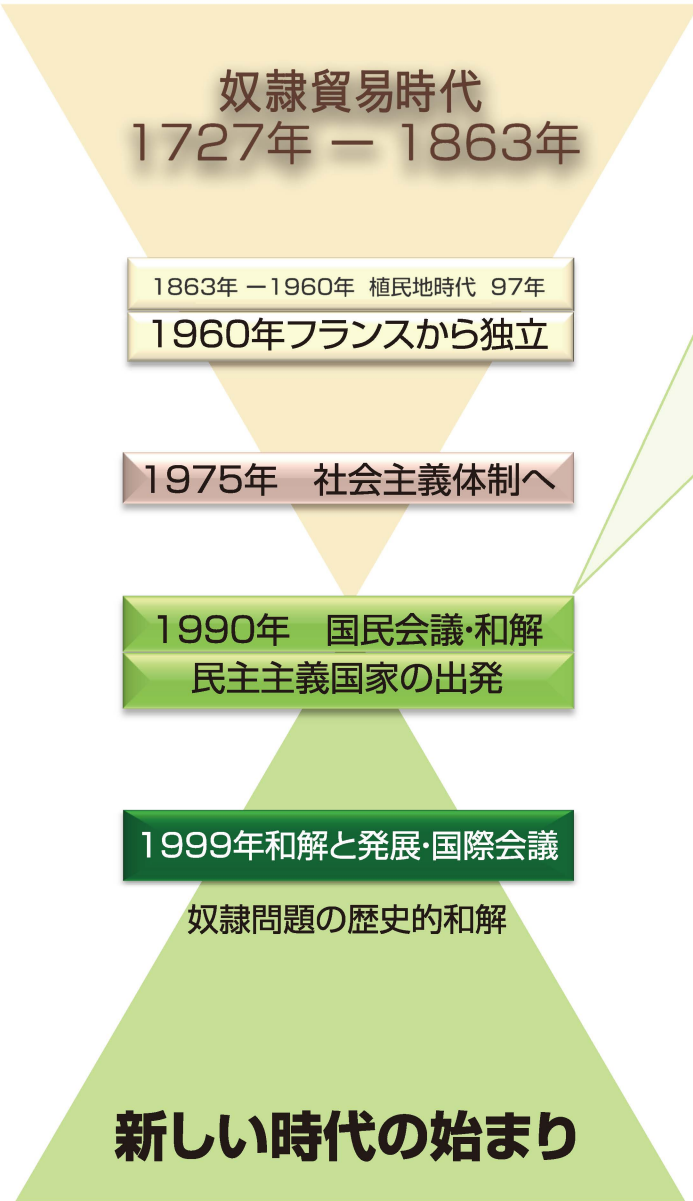 奴隷貿易時代
1727年 ー 1863年
1863年 ー1960年 植民地時代 97年
1960年フランスから独立
1975年　社会主義体制へ
1990年　国民会議・和解
民主主義国家の出発
1999年和解と発展・国際会議
奴隷問題の歴史的和解
新しい時代の始まり